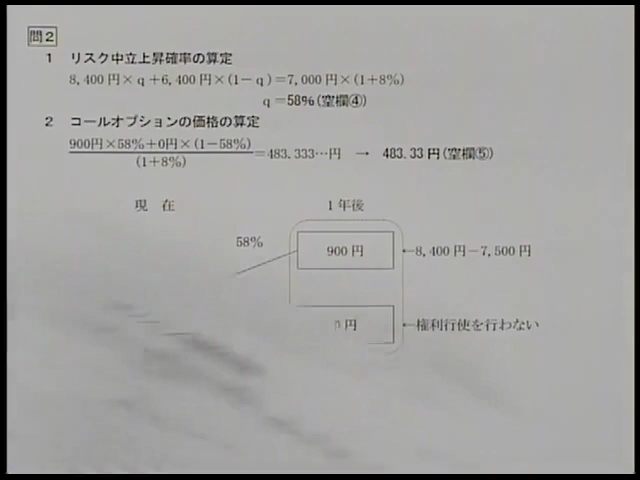 問2
1 リスク中立上昇確率の算定
8,400円×q+6,400円×(1-q)=7,000円×(1+8%)
q=58%(空欄④)
2 コールオプションの価格の算定
900円×58%+0円×(1-58%)
(1+8%)
=483.333…円 → 483.33円(空欄⑤)
現在 1年後
58%
900円 ←8,400円-7,500円
0円 ←権利行使を行わない